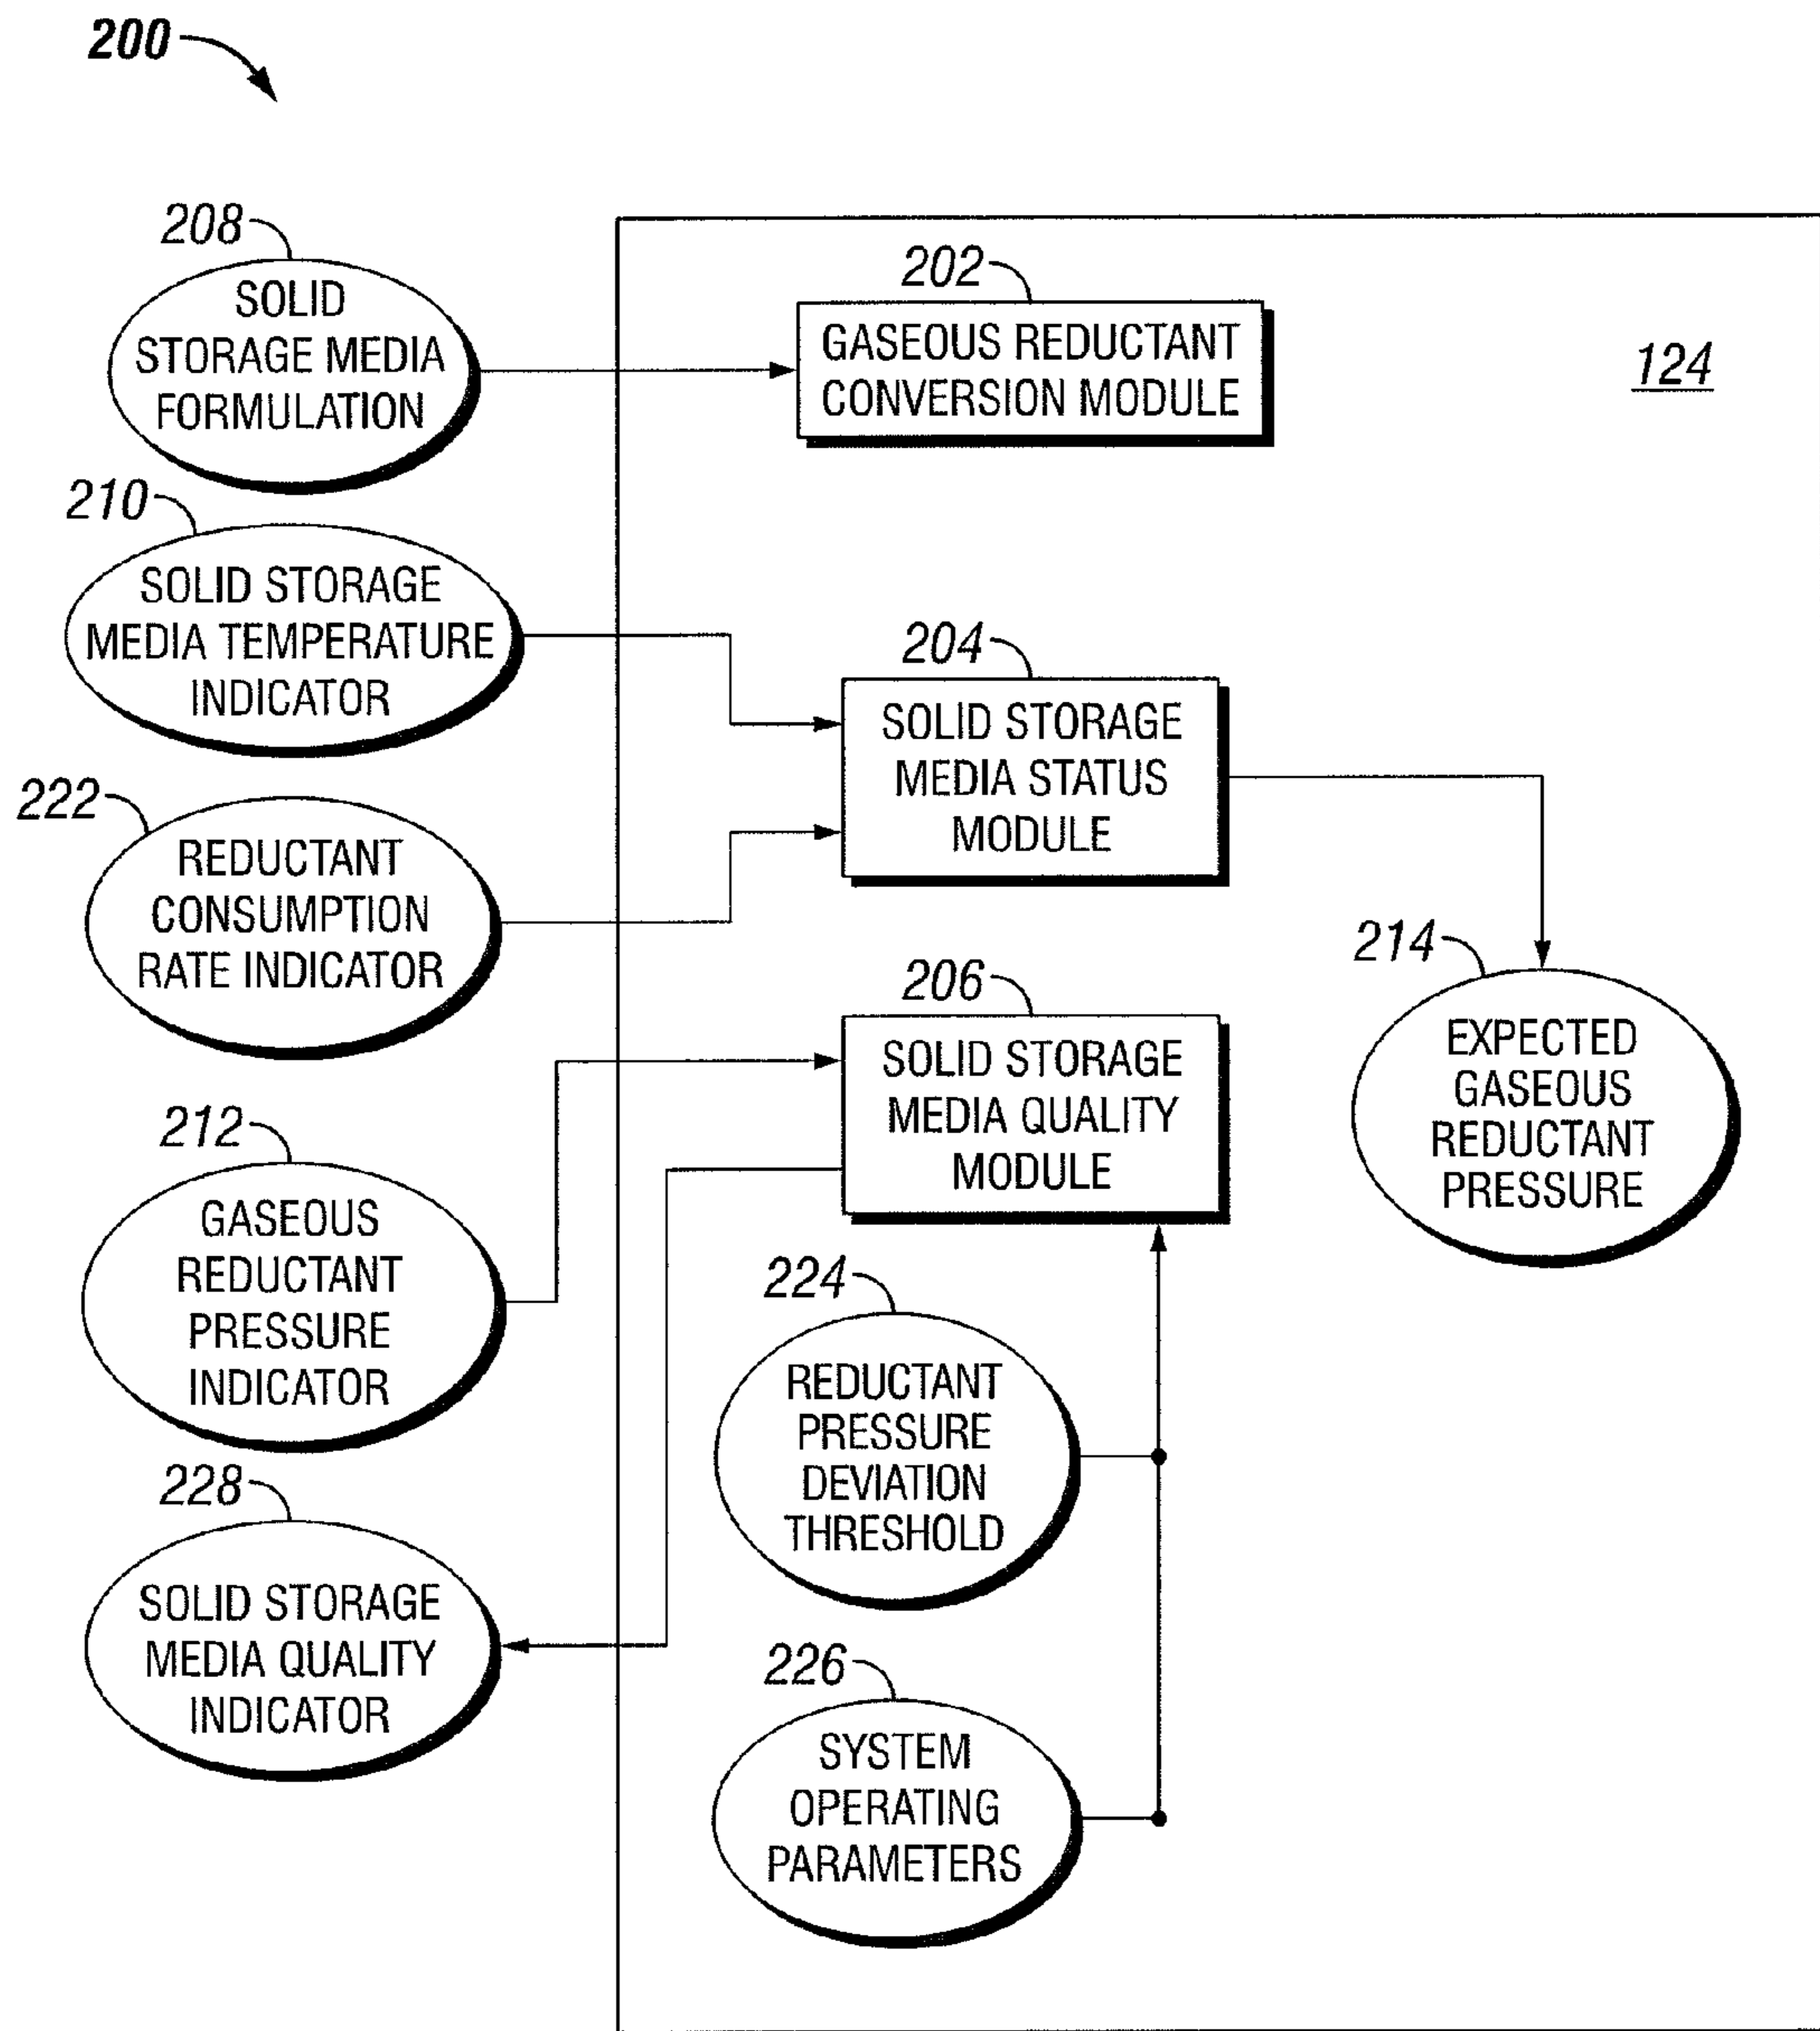 200
208
SOLID
STORAGE MEDIA
FORMULATION
202
GASEOUS REDUCTANT
CONVERSION MODULE
124
210
SOLID STORAGE
MEDIA TEMPERATURE
INDICATOR
204
SOLID STORAGE
MEDIA STATUS
MODULE
222
REDUCTANT
CONSUMPTION
RATE INDICATOR
214
EXPECTED
GASEOUS
REDUCTANT
PRESSURE
206
SOLID STORAGE
MEDIA QUALITY
MODULE
212
GASEOUS
REDUCTANT
PRESSURE
INDICATOR
224
REDUCTANT
PRESSURE
DEVIATION
THRESHOLD
228
SOLID STORAGE
MEDIA QUALITY
INDICATOR
226
SYSTEM
OPERATING
PARAMETERS